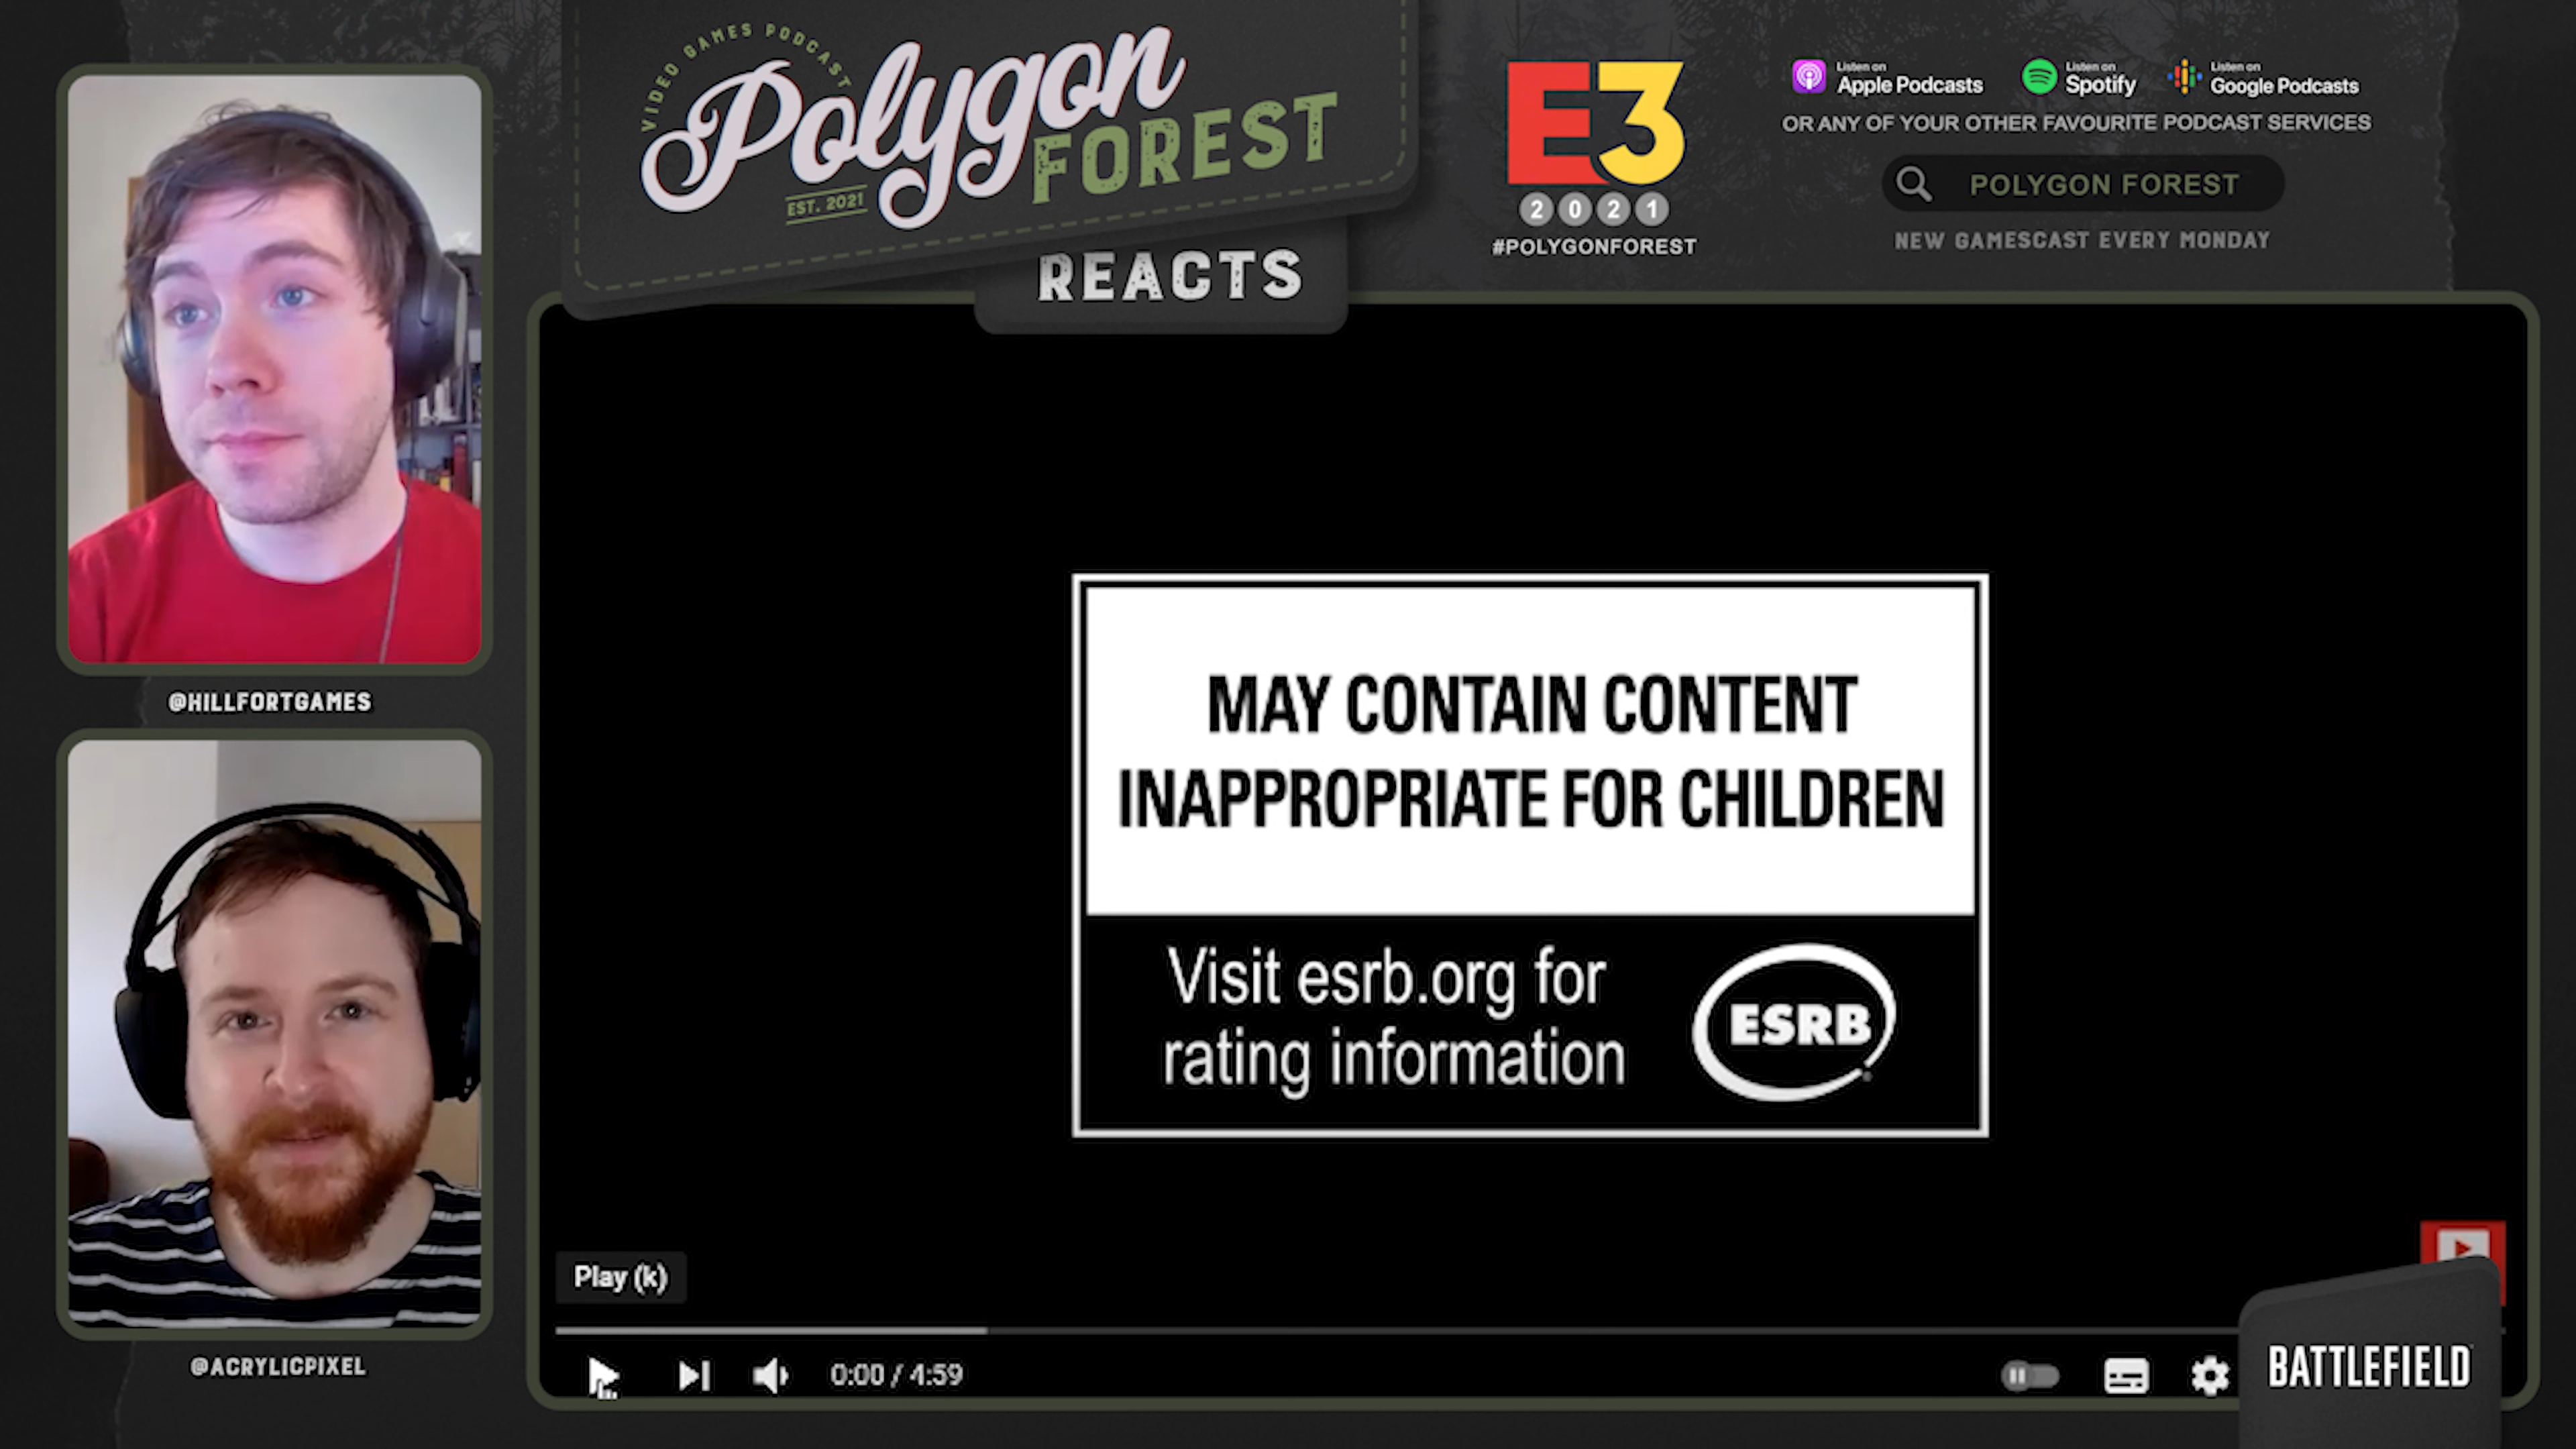 VIDEO GAMES PODCAST
Polygon
FOREST
EST. 2021
REACTS
E3
2021
#POLYGONFOREST
Listen on
Apple Podcasts
Listen on
Spotify
Listen on
Google Podcasts
OR ANY OF YOUR OTHER FAVOURITE PODCAST SERVICES
POLYGON FOREST
NEW GAMESCAST EVERY MONDAY
@HILLFORTGAMES
@ACRYLICPIXEL
MAY CONTAIN CONTENT
INAPPROPRIATE FOR CHILDREN
Visit esrb.org for
rating information
ESRB
Play (k)
0:00 / 4:59
BATTLEFIELD